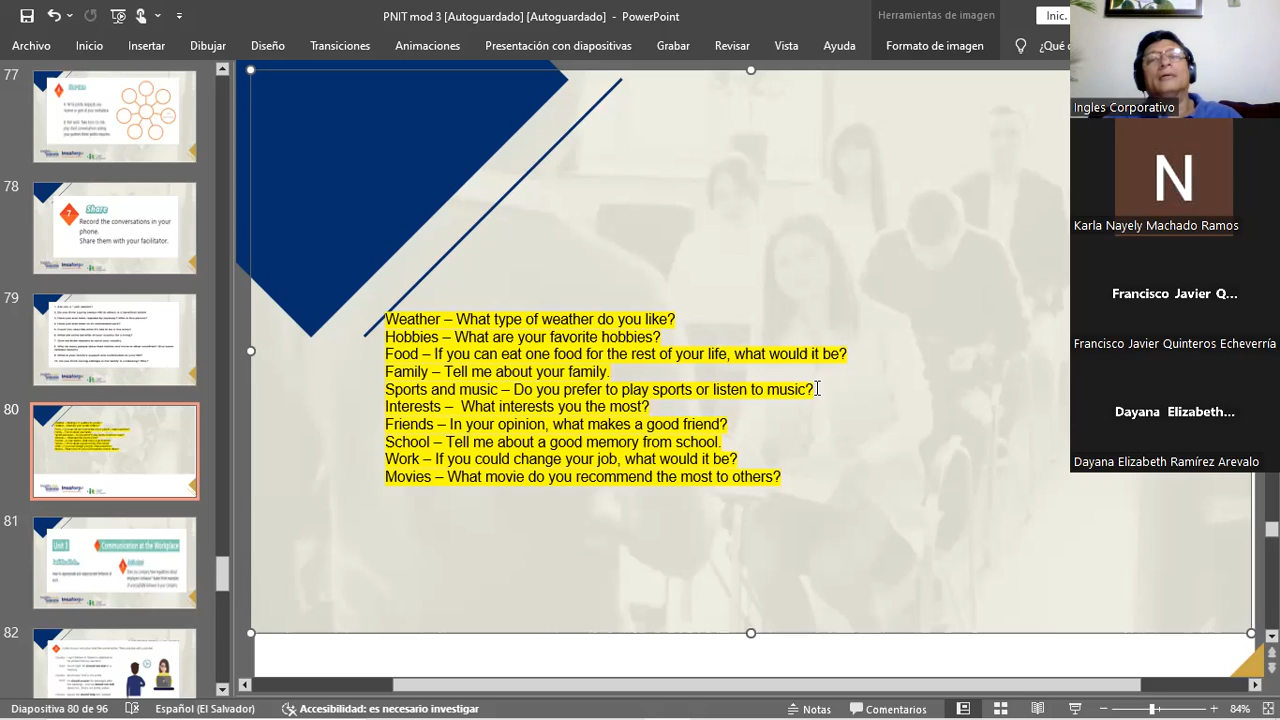 PNIT mod 3 [Autoguardado] [Autoguardado] - PowerPoint
Herramientas de imagen
Inic.
Archivo Inicio Insertar Dibujar Diseño Transiciones Animaciones Presentación con diapositivas Grabar Revisar Vista Ayuda Formato de imagen ¿Qué
77
78
7
Share
Record the conversations in your
phone.
Share them with your facilitator.
79
80
81
Unit 3
Communication at the Workplace
82
Weather – What type of weather do you like?
Hobbies – What are your favorite hobbies?
Food – If you can eat one food for the rest of your life, what would it be?
Family – Tell me about your family.
Sports and music – Do you prefer to play sports or listen to music?
Interests –  What interests you the most?
Friends – In your opinion, what makes a good friend?
School – Tell me about a good memory from school.
Work – If you could change your job, what would it be?
Movies – What movie do you recommend the most to others?
Ingles Corporativo
N
Karla Nayely Machado Ramos
Francisco Javier Q...
Francisco Javier Quinteros Echeverría
Dayana Elizabeth...
Dayana Elizabeth Ramírez Arevalo
Diapositiva 80 de 96 Español (El Salvador) Accesibilidad: es necesario investigar Notas Comentarios 84%